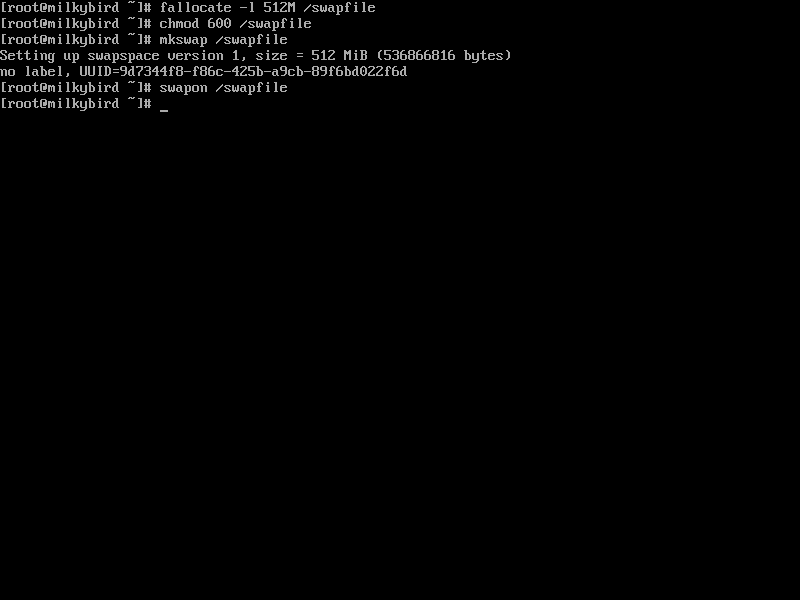 [root@milkybird ~]# fallocate -l 512M /swapfile
[root@milkybird ~]# chmod 600 /swapfile
[root@milkybird ~]# mkswap /swapfile
Setting up swapspace version 1, size = 512 MiB (536866816 bytes)
no label, UUID=9d7344f8-f86c-425b-a9cb-89f6bd022f6d
[root@milkybird ~]# swapon /swapfile
[root@milkybird ~]# _